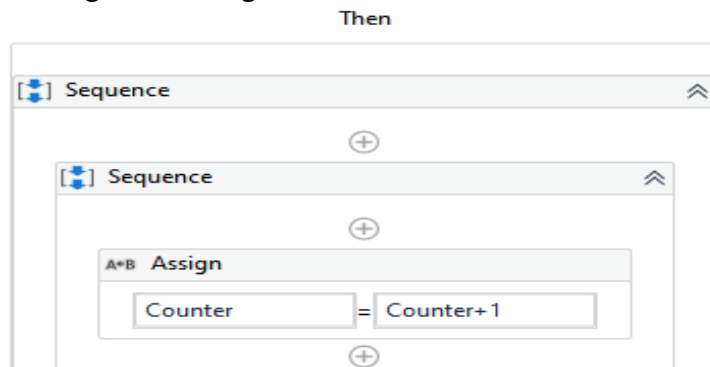 Then
Sequence
Sequence
A+B Assign
Counter = Counter+1